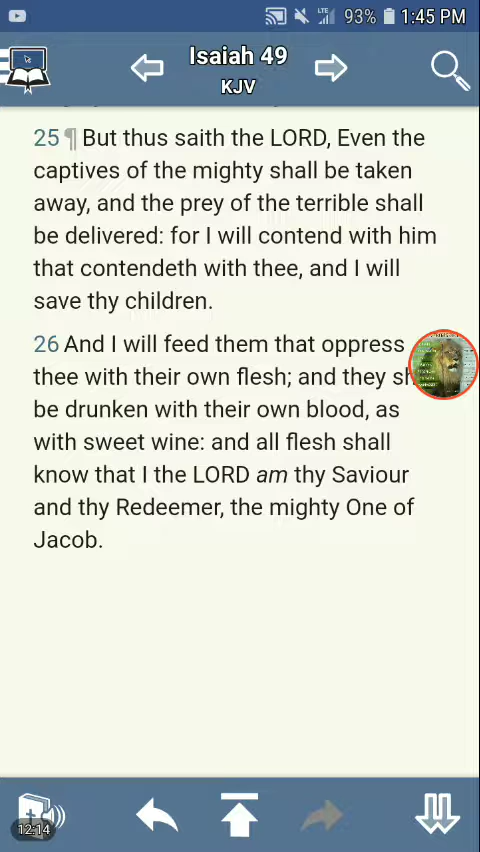 LTE 93% 1:45 PM
Isaiah 49
KJV
25 ¶ But thus saith the LORD, Even the
captives of the mighty shall be taken
away, and the prey of the terrible shall
be delivered: for I will contend with him
that contendeth with thee, and I will
save thy children.
26 And I will feed them that oppress
thee with their own flesh; and they
be drunken with their own blood, as
with sweet wine: and all flesh shall
know that I the LORD am thy Saviour
and thy Redeemer, the mighty One of
Jacob.
12:14